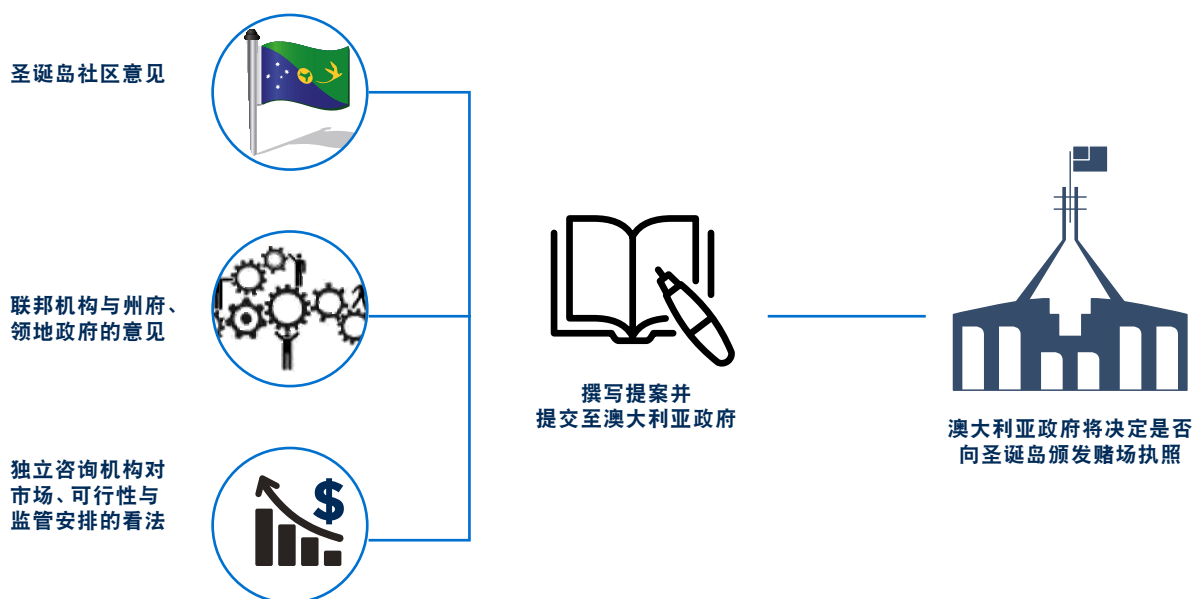 圣诞岛社区意见
联邦机构与州府、
领地政府的意见
独立咨询机构对
市场、可行性与
监管安排的看法
$
撰写提案并
提交至澳大利亚政府
澳大利亚政府将决定是否
向圣诞岛颁发赌场执照